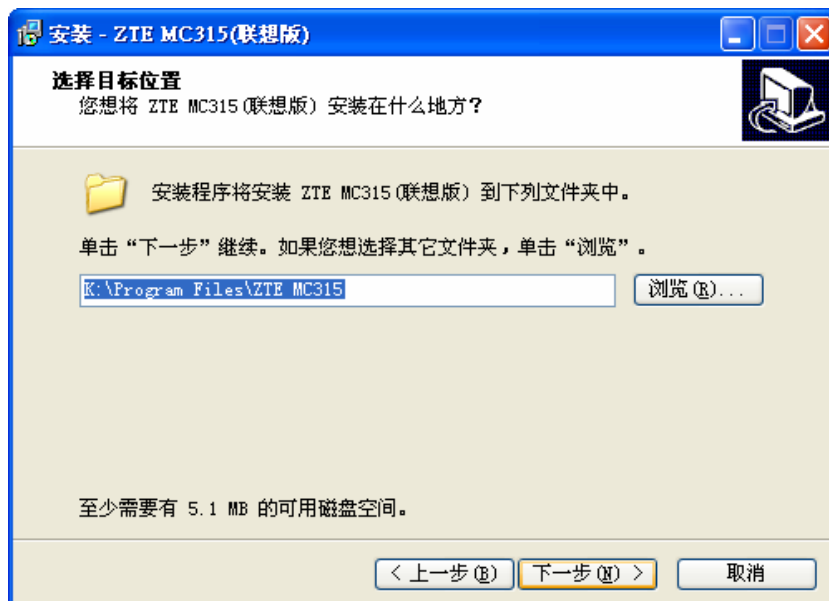 安装 - ZTE MC315(联想版)
选择目标位置
您想将 ZTE MC315(联想版) 安装在什么地方?
安装程序将安装 ZTE MC315(联想版) 到下列文件夹中。
单击“下一步”继续。如果您想选择其它文件夹,单击“浏览”。
K:\Program Files\ZTE MC315
浏览(R)...
至少需要有 5.1 MB 的可用磁盘空间。
< 上一步(B) 下一步(N) > 取消